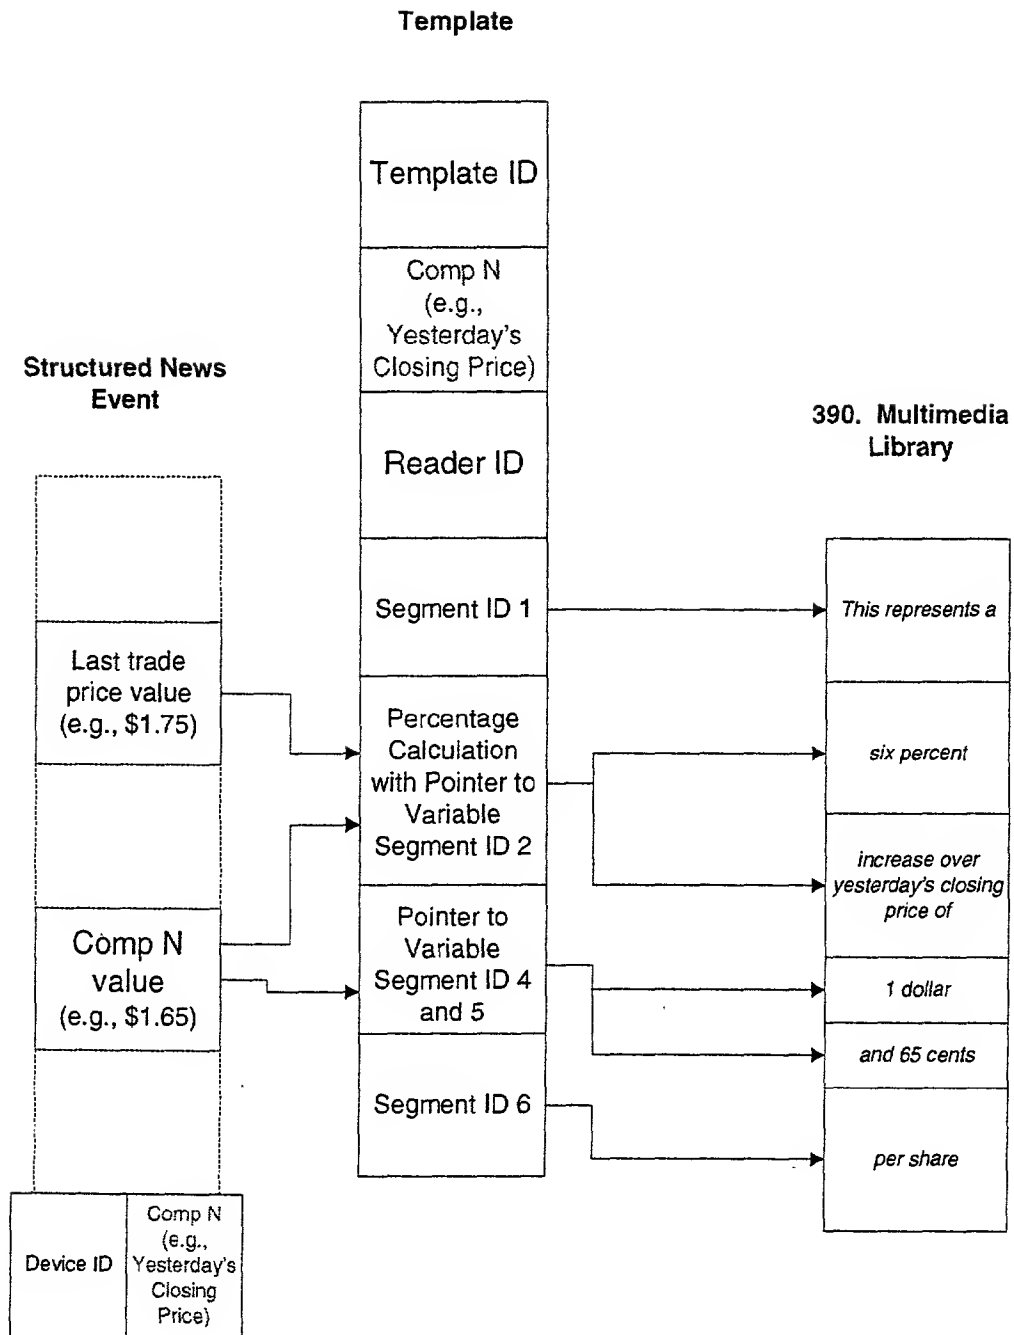 Template
Template ID
Comp N
(e.g.,
Yesterday's
Closing Price)
Reader ID
Segment ID 1
Percentage
Calculation
with Pointer to
Variable
Segment ID 2
Pointer to
Variable
Segment ID 4
and 5
Segment ID 6
Structured News
Event
Last trade
price value
(e.g., $1.75)
Comp N
value
(e.g., $1.65)
Device ID
Comp N
(e.g.,
Yesterday's
Closing
Price)
390. Multimedia
Library
This represents a
six percent
increase over
yesterday's closing
price of
1 dollar
and 65 cents
per share